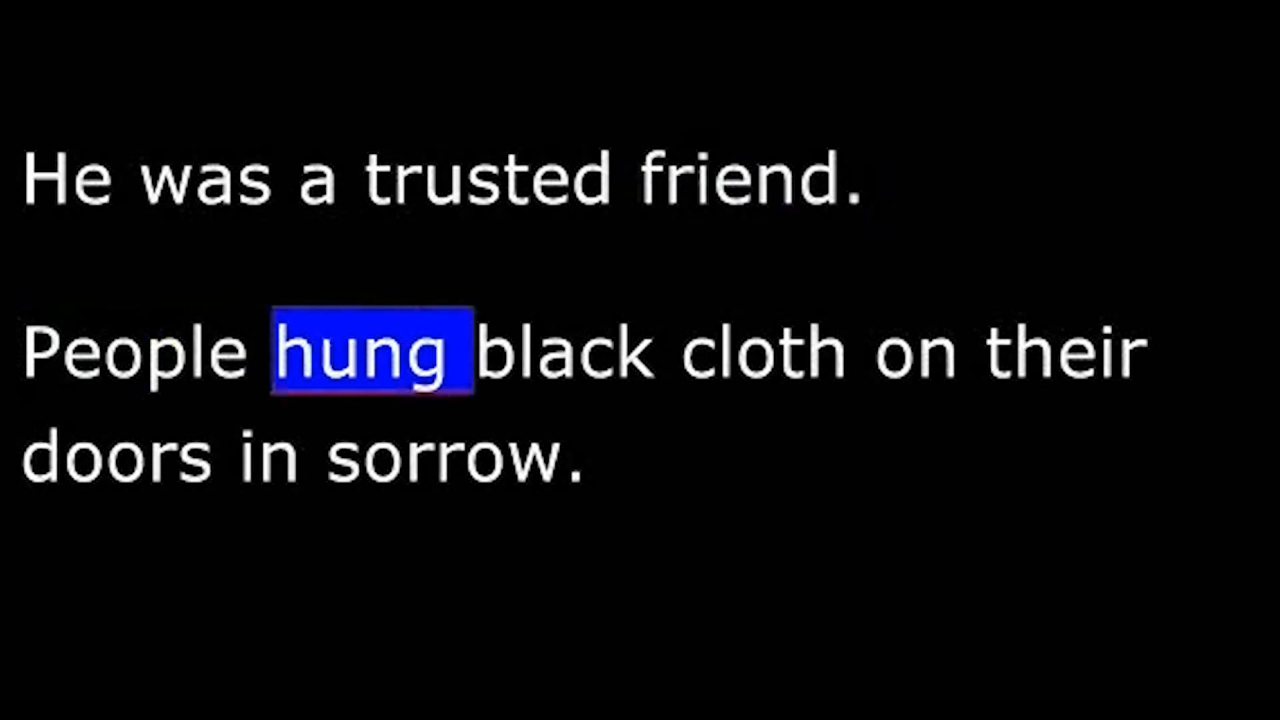 He was a trusted friend.
People hung black cloth on their
doors in sorrow.